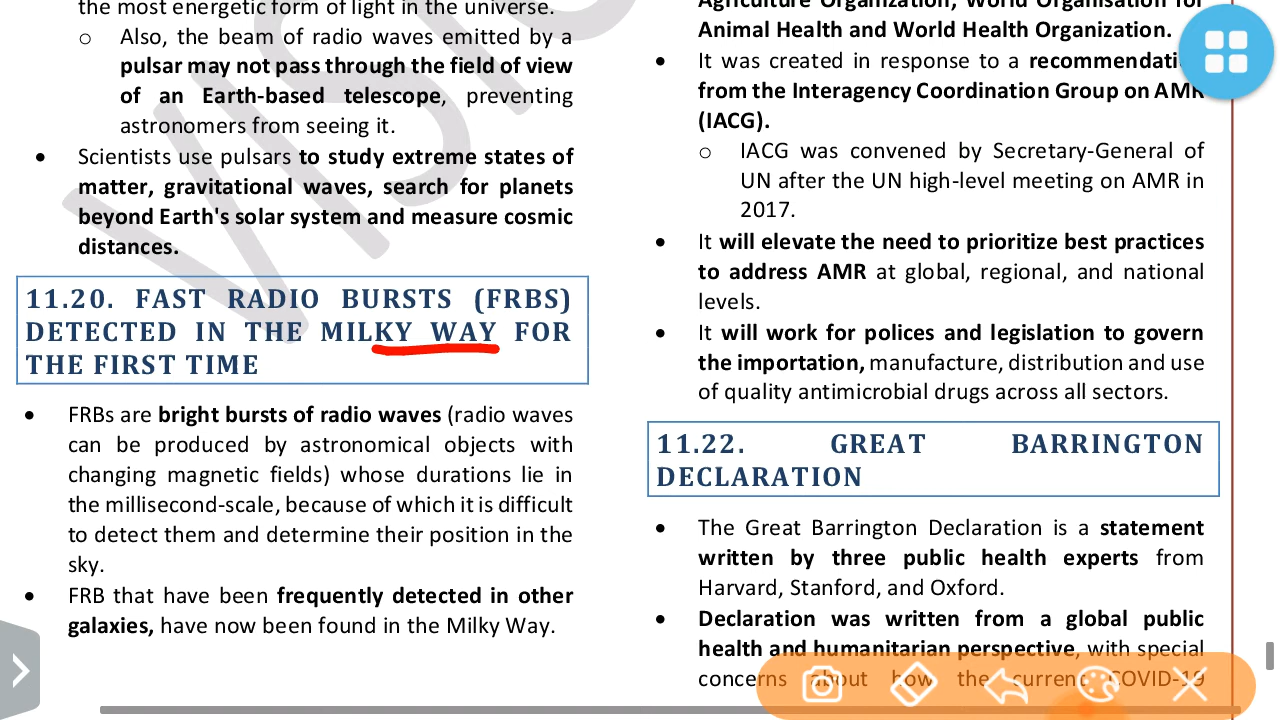 the most energetic form of light in the universe.
o Also, the beam of radio waves emitted by a
pulsar may not pass through the field of view
of an Earth-based telescope, preventing
astronomers from seeing it.
• Scientists use pulsars to study extreme states of
matter, gravitational waves, search for planets
beyond Earth's solar system and measure cosmic
distances.
11.20. FAST RADIO BURSTS (FRBS)
DETECTED IN THE MILKY WAY FOR
THE FIRST TIME
• FRBs are bright bursts of radio waves (radio waves
can be produced by astronomical objects with
changing magnetic fields) whose durations lie in
the millisecond-scale, because of which it is difficult
to detect them and determine their position in the
sky.
• FRB that have been frequently detected in other
galaxies, have now been found in the Milky Way.
Agriculture Organization, World Organisation for
Animal Health and World Health Organization.
• It was created in response to a
from the Interagency Coordination Group on AMR
(IACG).
o IACG was convened by Secretary-General of
UN after the UN high-level meeting on AMR in
2017.
• It will elevate the need to prioritize best practices
to address AMR at global, regional, and national
levels.
• It will work for polices and legislation to govern
the importation, manufacture, distribution and use
of quality antimicrobial drugs across all sectors.
11.22. GREAT BARRINGTON
DECLARATION
• The Great Barrington Declaration is a statement
written by three public health experts from
Harvard, Stanford, and Oxford.
• Declaration was written from a global public
health and humanitarian perspective, with special
concerns about how the current COVID-19